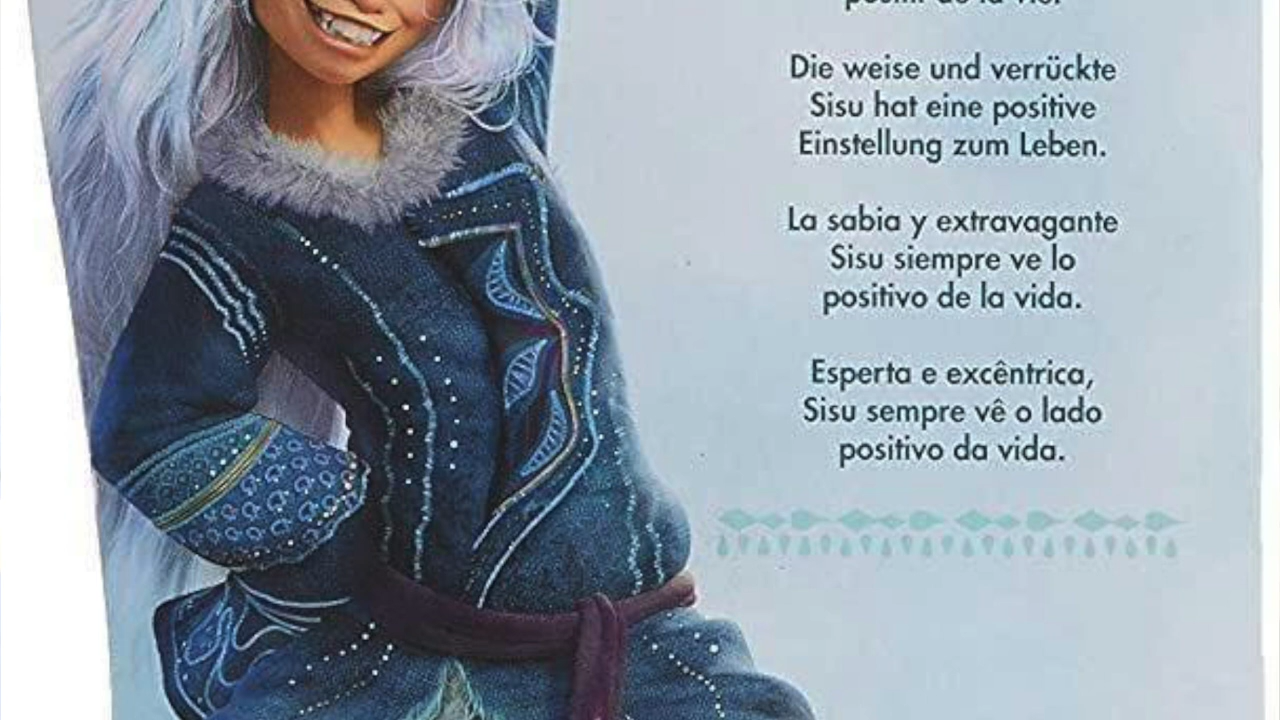 Die weise und verrückte
Sisu hat eine positive
Einstellung zum Leben.
La sabia y extravagante
Sisu siempre ve lo
positivo de la vida.
Esperta e excêntrica,
Sisu sempre vê o lado
positivo da vida.